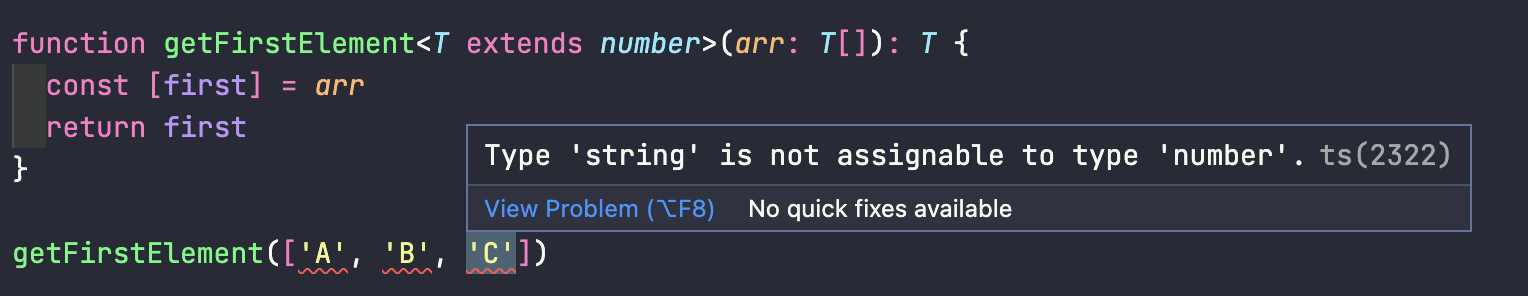 function getFirstElement<T extends number>(arr: T[]): T {
  const [first] = arr
  return first
}
Type 'string' is not assignable to type 'number'. ts(2322)
View Problem (⌥F8) No quick fixes available
getFirstElement(['A', 'B', 'C'])